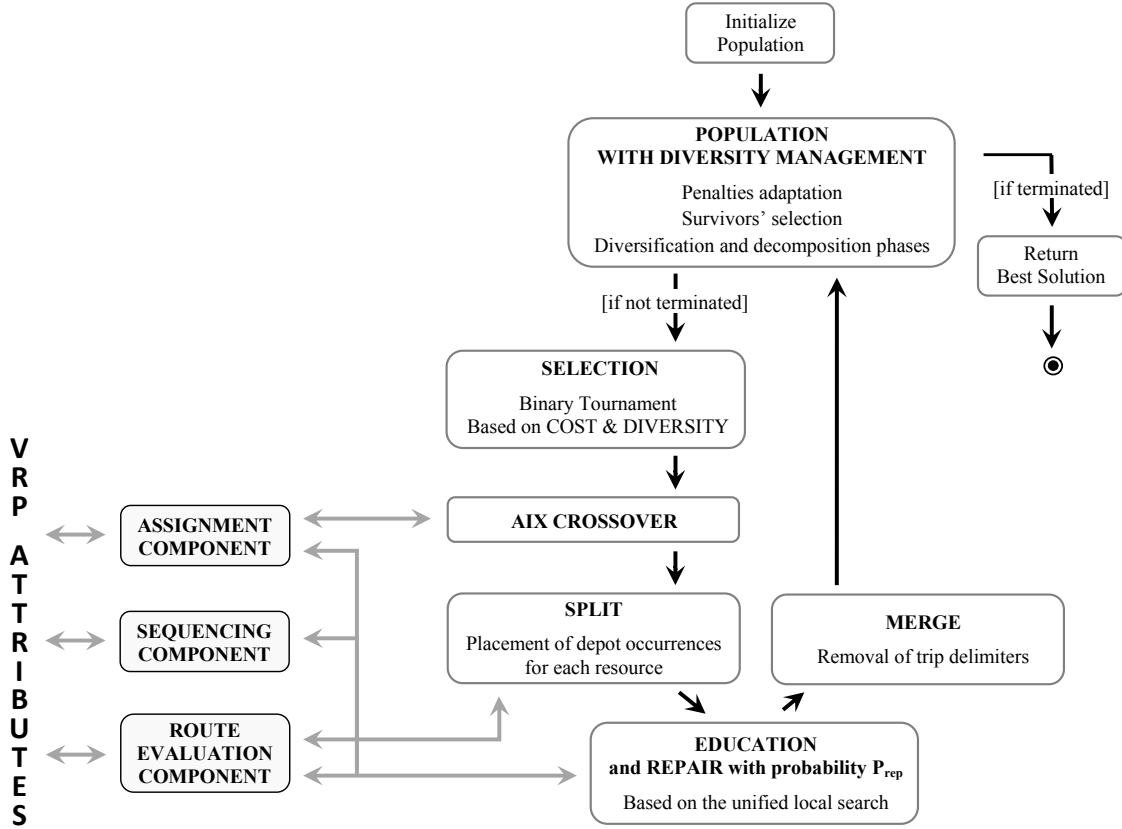 Initialize
Population
POPULATION
WITH DIVERSITY MANAGEMENT
Penalties adaptation
Survivors’ selection
Diversification and decomposition phases
[if terminated]
Return
Best Solution
[if not terminated]
SELECTION
Binary Tournament
Based on COST & DIVERSITY
VRP ATTRIBUTES
ASSIGNMENT
COMPONENT
AIX CROSSOVER
SPLIT
Placement of depot occurrences
for each resource
MERGE
Removal of trip delimiters
SEQUENCING
COMPONENT
ROUTE
EVALUATION
COMPONENT
EDUCATION
and REPAIR with probability Prep
Based on the unified local search